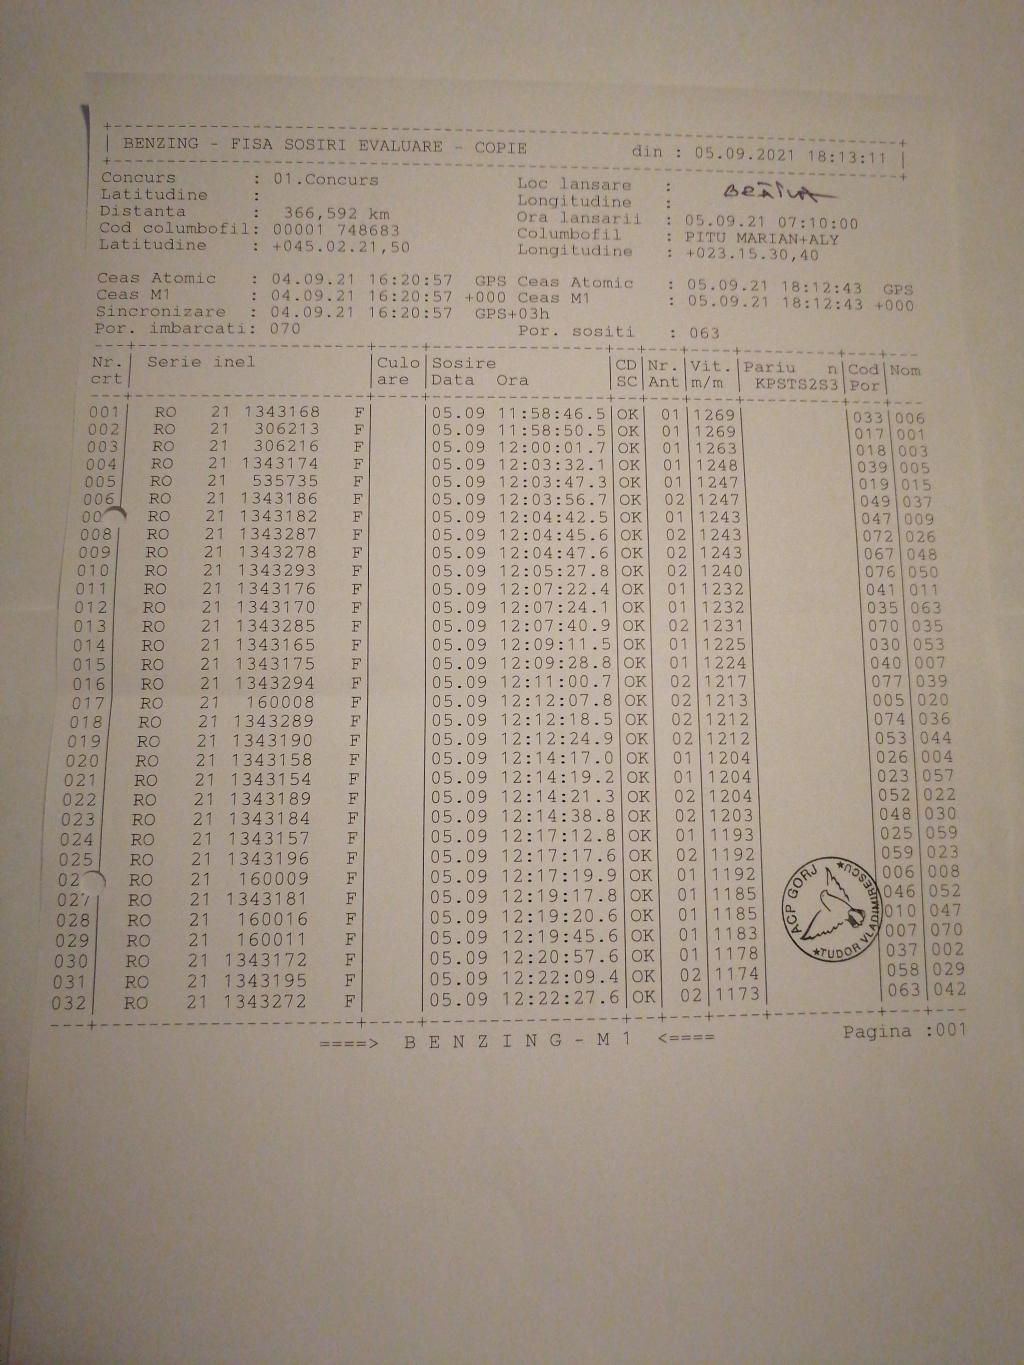 BENZING - FISA SOSIRI EVALUARE - COPIE din : 05.09.2021 18:13:11
Concurs : 01.Concurs Loc lansare :
Latitudine : Longitudine :
Distanta : 366,592 km Ora lansarii : 05.09.21 07:10:00
Cod columbofil: 00001 748683 Columbofil : PITU MARIAN+ALY
Latitudine : +045.02.21,50 Longitudine : +023.15.30,40
Ceas Atomic : 04.09.21 16:20:57 GPS Ceas Atomic : 05.09.21 18:12:43 GPS
Ceas M1 : 04.09.21 16:20:57 +000 Ceas M1 : 05.09.21 18:12:43 +000
Sincronizare : 04.09.21 16:20:57 GPS+03h
Por. imbarcati: 070 Por. sositi : 063
Nr. Serie inel Culo Sosire CD Nr. Vit. Pariu n Cod Nom
crt are Data Ora SC Ant m/m KPSTS2S3 Por
001 RO 21 1343168 F 05.09 11:58:46.5 OK 01 1269 033 006
002 RO 21 306213 F 05.09 11:58:50.5 OK 01 1269 017 001
003 RO 21 306216 F 05.09 12:00:01.7 OK 01 1263 018 003
004 RO 21 1343174 F 05.09 12:03:32.1 OK 01 1248 039 005
005 RO 21 535735 F 05.09 12:03:47.3 OK 01 1247 019 015
006 RO 21 1343186 F 05.09 12:03:56.7 OK 02 1247 049 037
RO 21 1343182 F 05.09 12:04:42.5 OK 01 1243 047 009
008 RO 21 1343287 F 05.09 12:04:45.6 OK 02 1243 072 026
009 RO 21 1343278 F 05.09 12:04:47.6 OK 02 1243 067 048
010 RO 21 1343293 F 05.09 12:05:27.8 OK 02 1240 076 050
011 RO 21 1343176 F 05.09 12:07:22.4 OK 01 1232 041 011
012 RO 21 1343170 F 05.09 12:07:24.1 OK 01 1232 035 063
013 RO 21 1343285 F 05.09 12:07:40.9 OK 02 1231 070 035
014 RO 21 1343165 F 05.09 12:09:11.5 OK 01 1225 030 053
015 RO 21 1343175 F 05.09 12:09:28.8 OK 01 1224 040 007
016 RO 21 1343294 F 05.09 12:11:00.7 OK 02 1217 077 039
017 RO 21 160008 F 05.09 12:12:07.8 OK 02 1213 005 020
018 RO 21 1343289 F 05.09 12:12:18.5 OK 02 1212 074 036
019 RO 21 1343190 F 05.09 12:12:24.9 OK 02 1212 053 044
020 RO 21 1343158 F 05.09 12:14:17.0 OK 01 1204 026 004
021 RO 21 1343154 F 05.09 12:14:19.2 OK 01 1204 023 057
022 RO 21 1343189 F 05.09 12:14:21.3 OK 02 1204 052 022
023 RO 21 1343184 F 05.09 12:14:38.8 OK 02 1203 048 030
024 RO 21 1343157 F 05.09 12:17:12.8 OK 01 1193 025 059
025 RO 21 1343196 F 05.09 12:17:17.6 OK 02 1192 059 023
RO 21 160009 F 05.09 12:17:19.9 OK 01 1192 006 008
027 RO 21 1343181 F 05.09 12:19:17.8 OK 01 1185 046 052
028 RO 21 160016 F 05.09 12:19:20.6 OK 01 1185 010 047
029 RO 21 160011 F 05.09 12:19:45.6 OK 01 1183 007 070
030 RO 21 1343172 F 05.09 12:20:57.6 OK 01 1178 037 002
031 RO 21 1343195 F 05.09 12:22:09.4 OK 02 1174 058 029
032 RO 21 1343272 F 05.09 12:22:27.6 OK 02 1173 063 042
ACP GORJ
*TUDOR VLADIMIRESCU*
====> B E N Z I N G - M 1 <==== Pagina :001